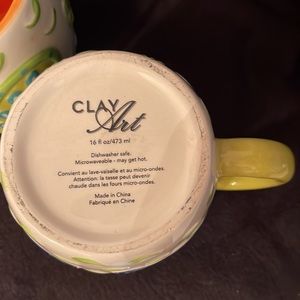 CLAY
Art
16 fl oz/473 ml
Dishwasher safe.
Microwaveable - may get hot.
Convient au lave-vaiselle et au micro-ondes.
Attention: la tasse peut devenir
chaude dans les fours micro-ondes.
Made in China
Fabriqué en Chine